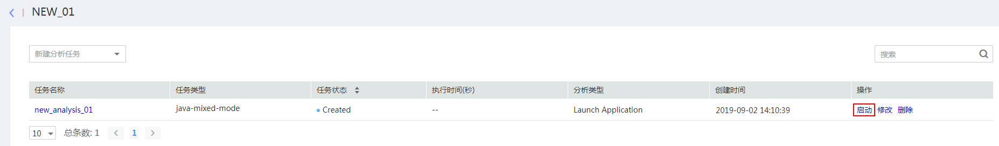 NEW_01
新建分析任务
搜索
任务名称 任务类型 任务状态 执行时间(秒) 分析类型 创建时间 操作
new_analysis_01 java-mixed-mode Created -- Launch Application 2019-09-02 14:10:39 启动 修改 删除
10 总条数: 1 1